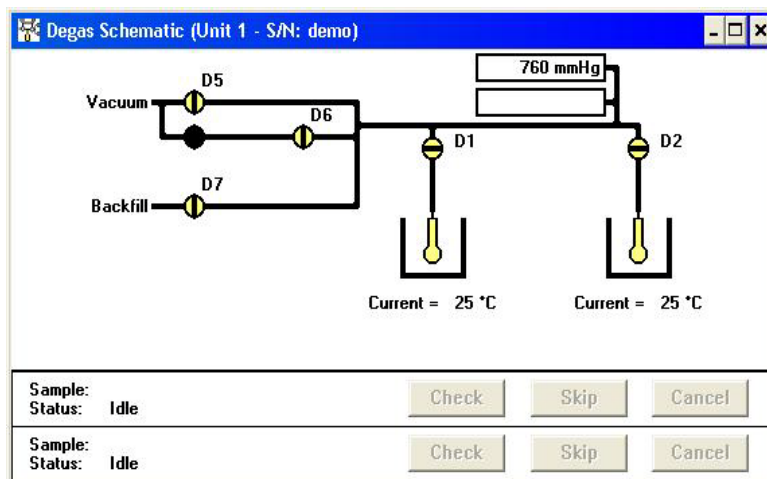 Degas Schematic (Unit 1 - S/N: demo)
760 mmHg
D5
Vacuum
D6
D1
D2
D7
Backfill
Current = 25 °C
Current = 25 °C
Sample:
Status: Idle
Check
Skip
Cancel
Sample:
Status: Idle
Check
Skip
Cancel